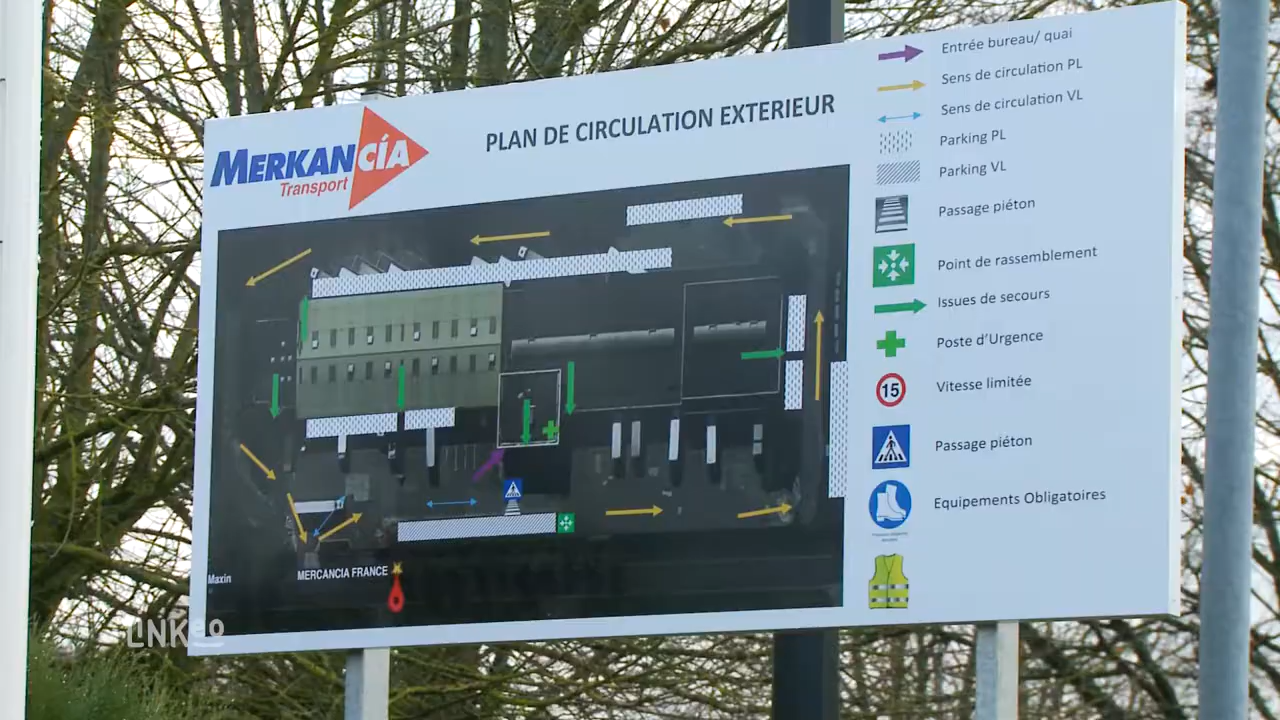 MERKANCÍA
Transport
PLAN DE CIRCULATION EXTERIEUR
Entrée bureau/ quai
Sens de circulation PL
Sens de circulation VL
Parking PL
Parking VL
Passage piéton
Point de rassemblement
Issues de secours
Poste d'Urgence
15
Vitesse limitée
Passage piéton
Equipements Obligatoires
Maxin
MERCANCIA FRANCE
LINKEO